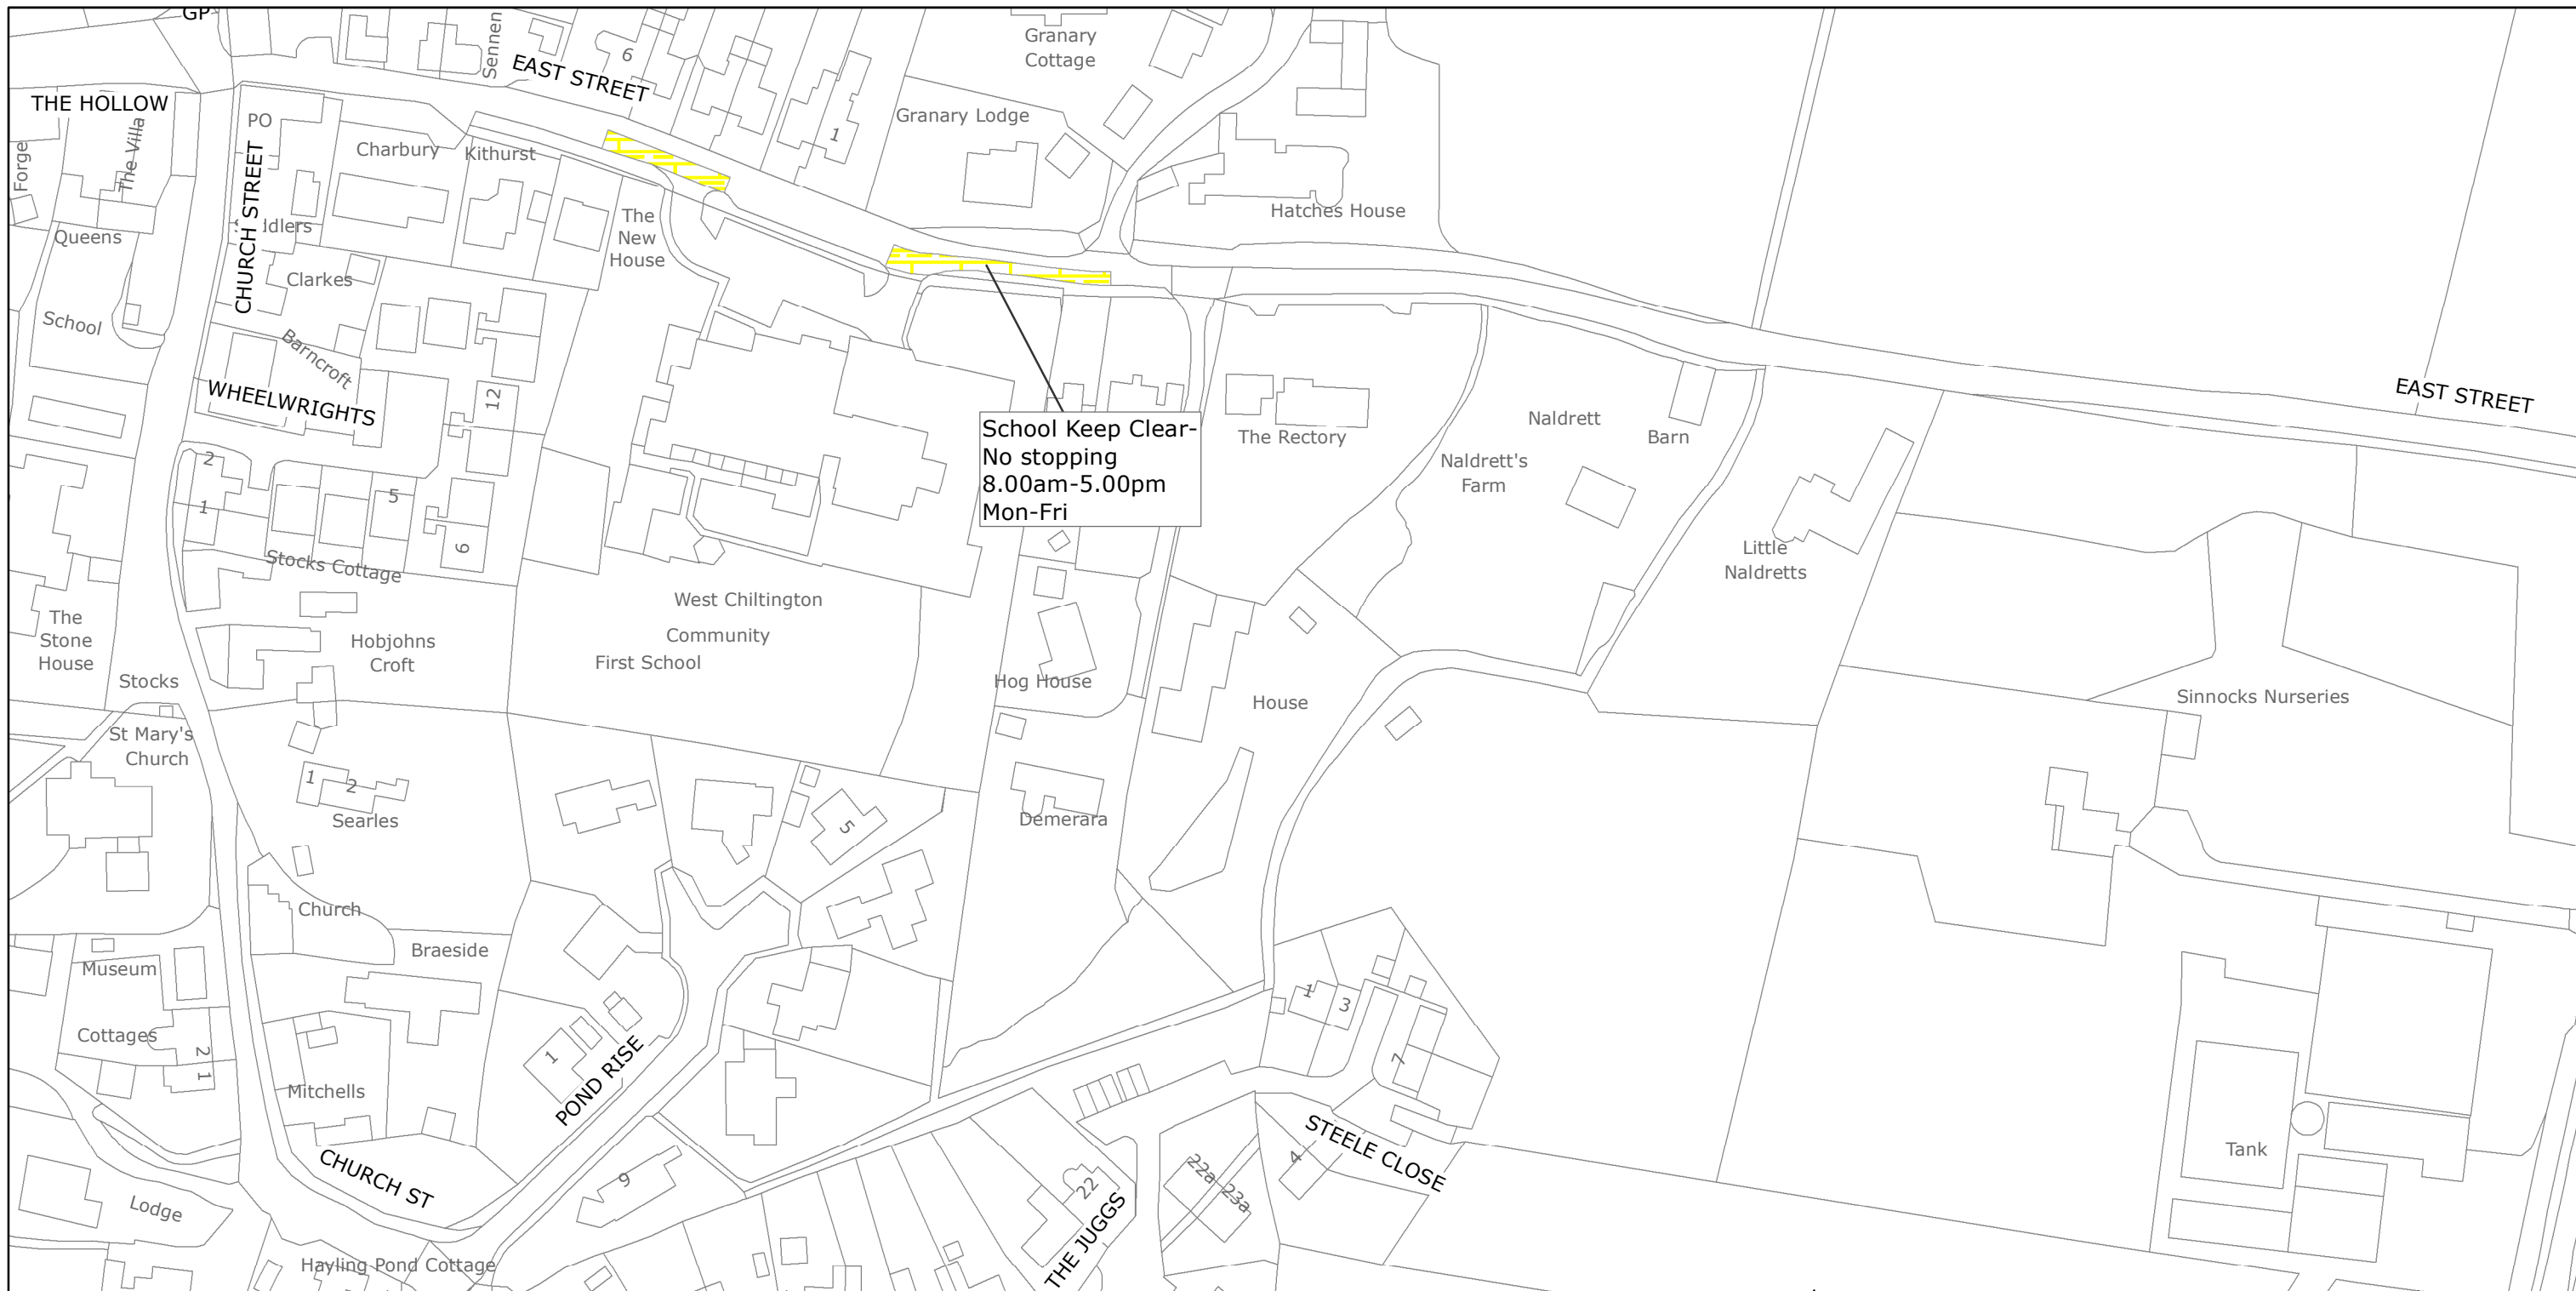 GP
Sennen
6
EAST STREET
Granary
Cottage
THE HOLLOW
PO
The Villa
Forge
Charbury
Kithurst
1
Granary Lodge
Hatches House
CHURCH STREET
Queens
Clarkes
The
New
House
School
Barncroft
WHEELWRIGHTS
12
School Keep Clear-
No stopping
8.00am-5.00pm
Mon-Fri
The Rectory
Naldrett
Barn
Naldrett's
Farm
EAST STREET
2
1
5
6
Stocks Cottage
Little
Naldretts
The
Stone
House
Hobjohns
Croft
West Chiltington
Community
First School
Stocks
Hog House
House
Sinnocks Nurseries
St Mary's
Church
1
2
Searles
5
Demerara
Church
Braeside
Museum
Cottages
2
1
Mitchells
1
POND RISE
1
3
7
CHURCH ST
9
22
THE JUGGS
22a
23a
4
STEELE CLOSE
Tank
Lodge
Hayling Pond Cottage